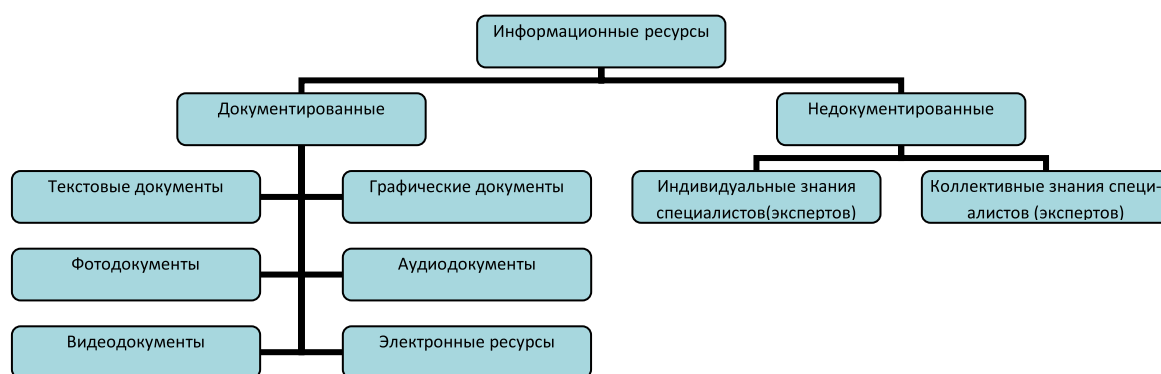 Информационные ресурсы
Документированные
Недокументированные
Текстовые документы
Графические документы
Индивидуальные знания
специалистов(экспертов)
Коллективные знания специ-
алистов (экспертов)
Фотодокументы
Аудиодокументы
Видеодокументы
Электронные ресурсы